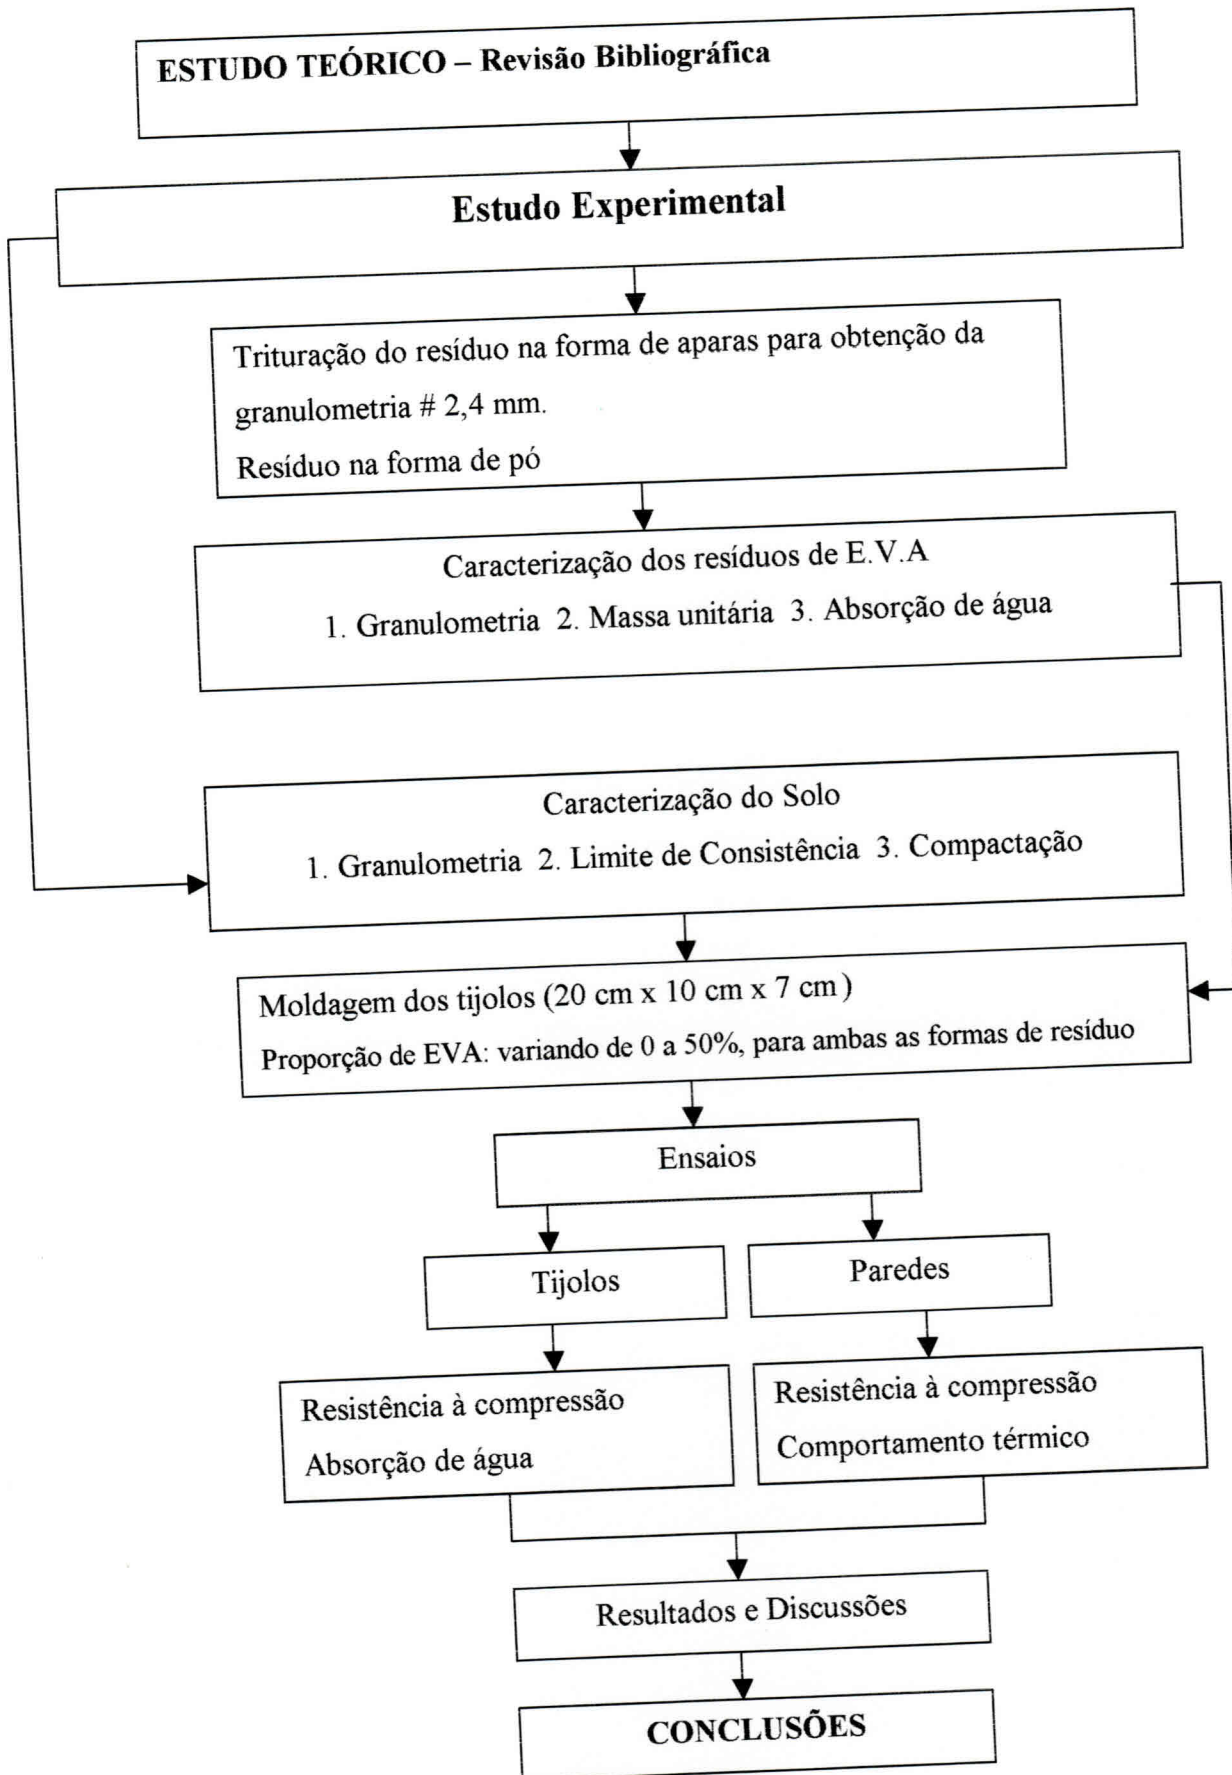 ESTUDO TEÓRICO – Revisão Bibliográfica
Estudo Experimental
Trituração do resíduo na forma de aparas para obtenção da
granulometria # 2,4 mm.
Resíduo na forma de pó
Caracterização dos resíduos de E.V.A
1. Granulometria 2. Massa unitária 3. Absorção de água
Caracterização do Solo
1. Granulometria 2. Limite de Consistência 3. Compactação
Moldagem dos tijolos (20 cm x 10 cm x 7 cm )
Proporção de EVA: variando de 0 a 50%, para ambas as formas de resíduo
Ensaios
Tijolos
Paredes
Resistência à compressão
Absorção de água
Resistência à compressão
Comportamento térmico
Resultados e Discussões
CONCLUSÕES